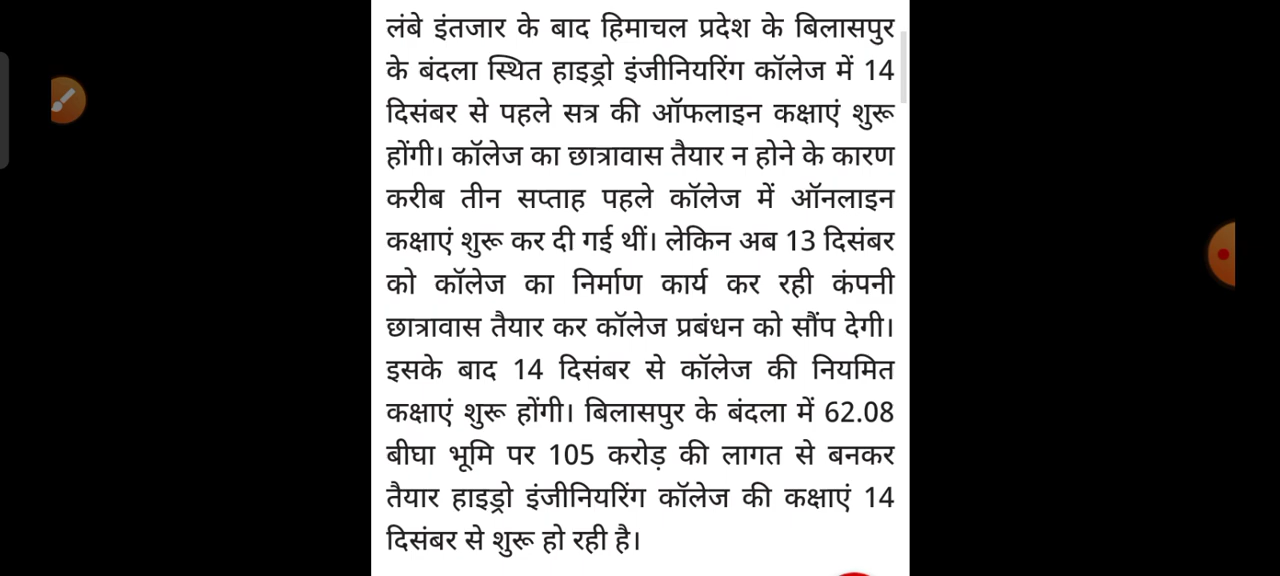 लंबे इंतजार के बाद हिमाचल प्रदेश के बिलासपुर
के बंदला स्थित हाइड्रो इंजीनियरिंग कॉलेज में 14
दिसंबर से पहले सत्र की ऑफलाइन कक्षाएं शुरू
होंगी। कॉलेज का छात्रावास तैयार न होने के कारण
करीब तीन सप्ताह पहले कॉलेज में ऑनलाइन
कक्षाएं शुरू कर दी गई थीं। लेकिन अब 13 दिसंबर
को कॉलेज का निर्माण कार्य कर रही कंपनी
छात्रावास तैयार कर कॉलेज प्रबंधन को सौंप देगी।
इसके बाद 14 दिसंबर से कॉलेज की नियमित
कक्षाएं शुरू होंगी। बिलासपुर के बंदला में 62.08
बीघा भूमि पर 105 करोड़ की लागत से बनकर
तैयार हाइड्रो इंजीनियरिंग कॉलेज की कक्षाएं 14
दिसंबर से शुरू हो रही है।